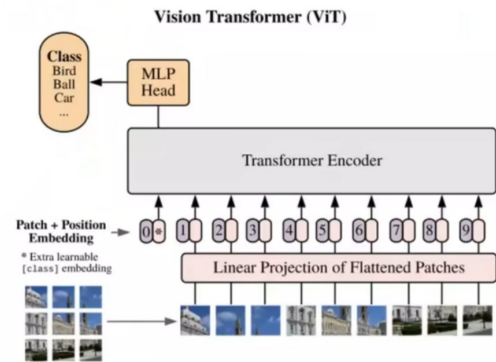 Vision Transformer (ViT)
Class
Bird
Ball
Car
...
MLP
Head
Transformer Encoder
Patch + Position
Embedding
* Extra learnable
[class] embedding
0 * 1 2 3 4 5 6 7 8 9
Linear Projection of Flattened Patches